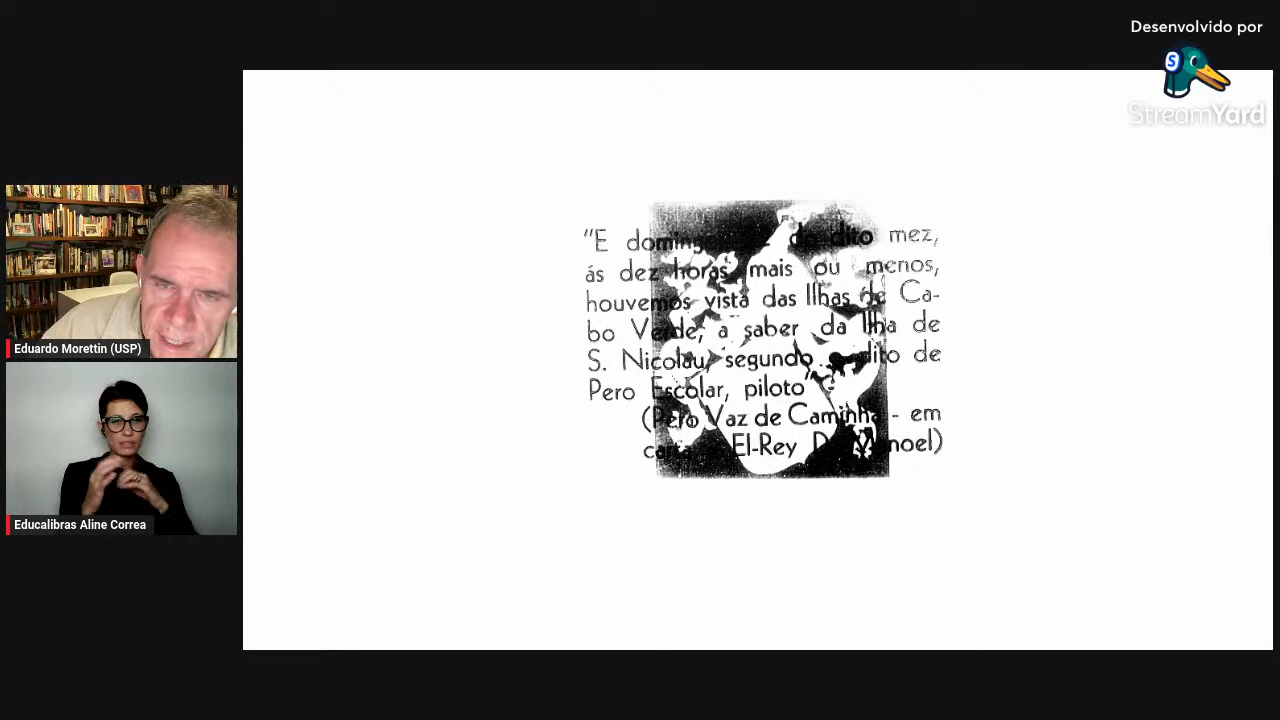 Desenvolvido por
StreamYard
"E domingo do dito mez,
ás dez horas mais ou menos,
houvemos vista das Ilhas de Ca-
bo Verde, a saber da Ilha de
S. Nicolau, segundo dito de
Pero Escolar, piloto"
(Pero Vaz de Caminha - em
carta El-Rey D. Manoel)
Eduardo Morettin (USP)
Educalibras Aline Correa